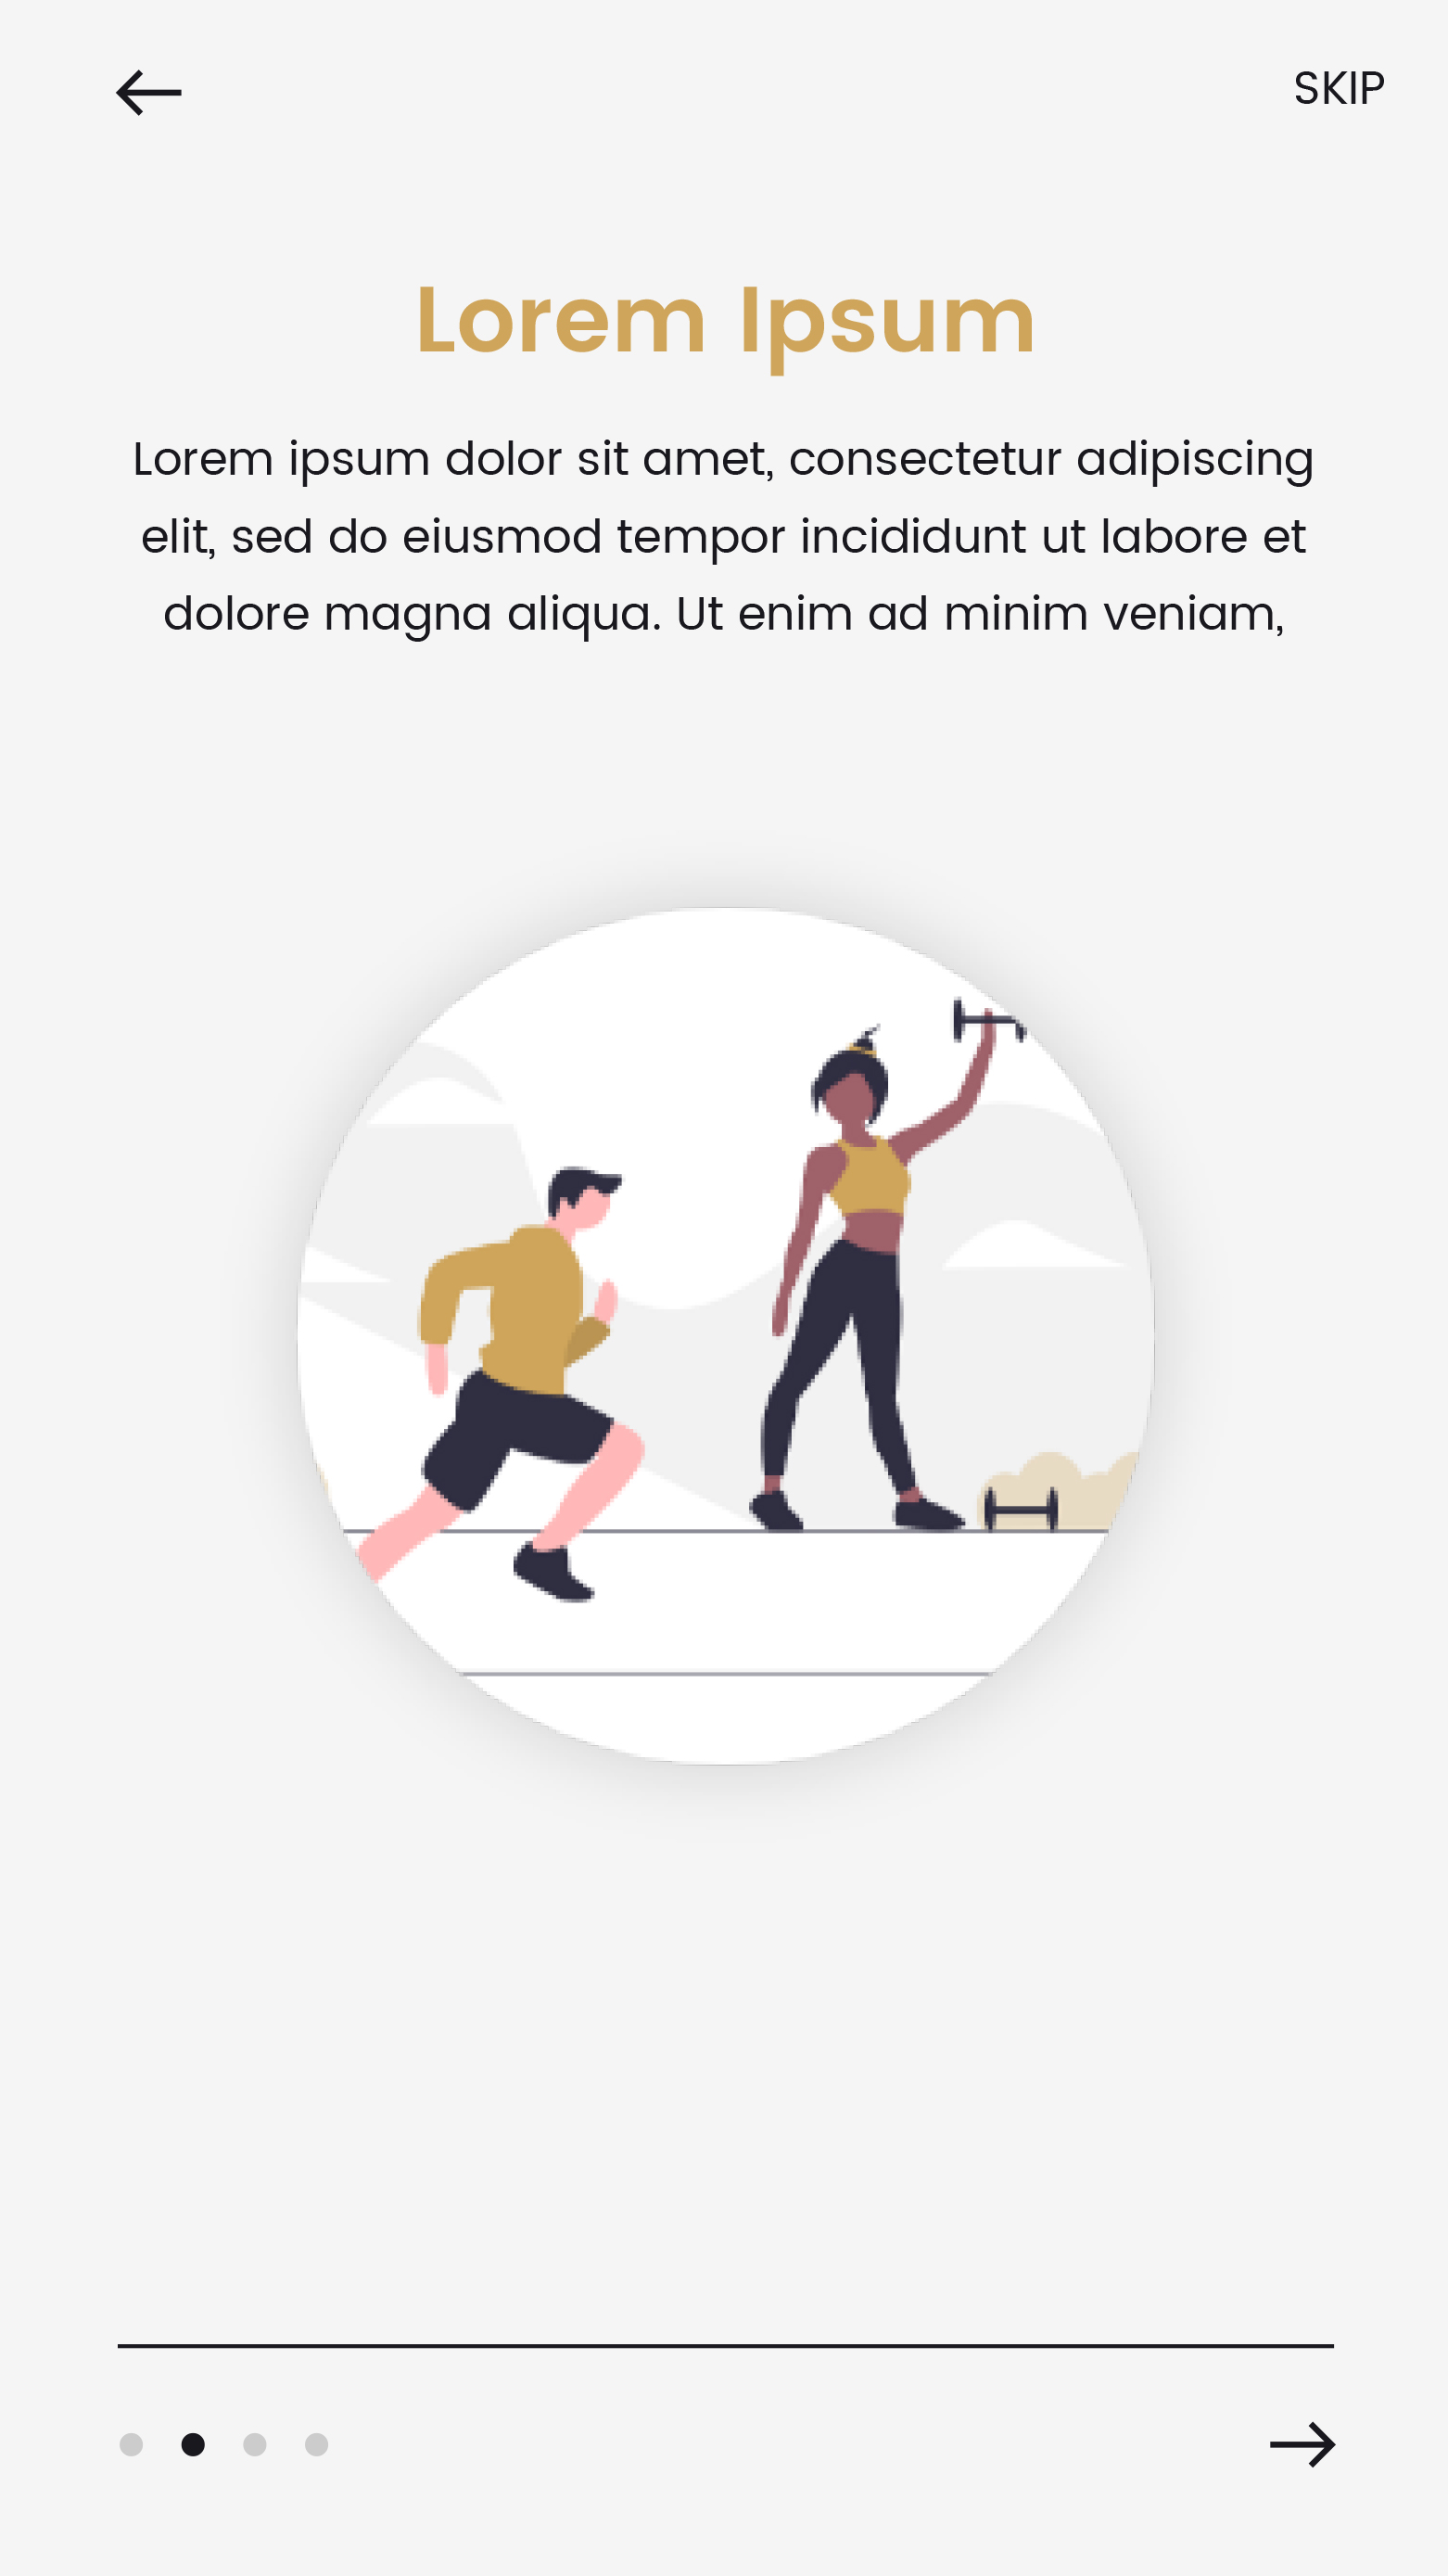 SKIP
Lorem Ipsum
Lorem ipsum dolor sit amet, consectetur adipiscing
elit, sed do eiusmod tempor incididunt ut labore et
dolore magna aliqua. Ut enim ad minim veniam,